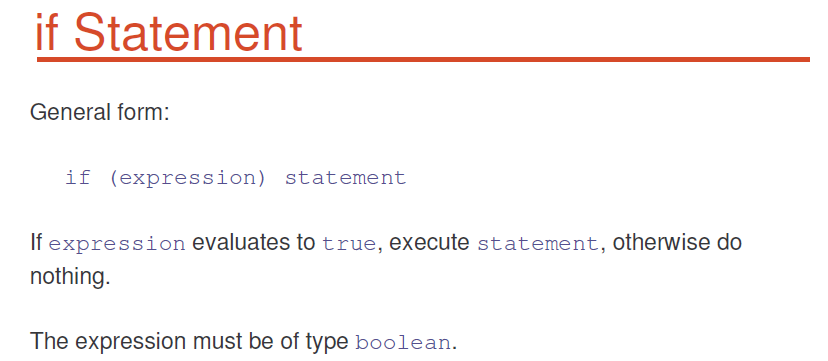 if Statement
General form:
if (expression) statement
If expression evaluates to true, execute statement, otherwise do
nothing.
The expression must be of type boolean.